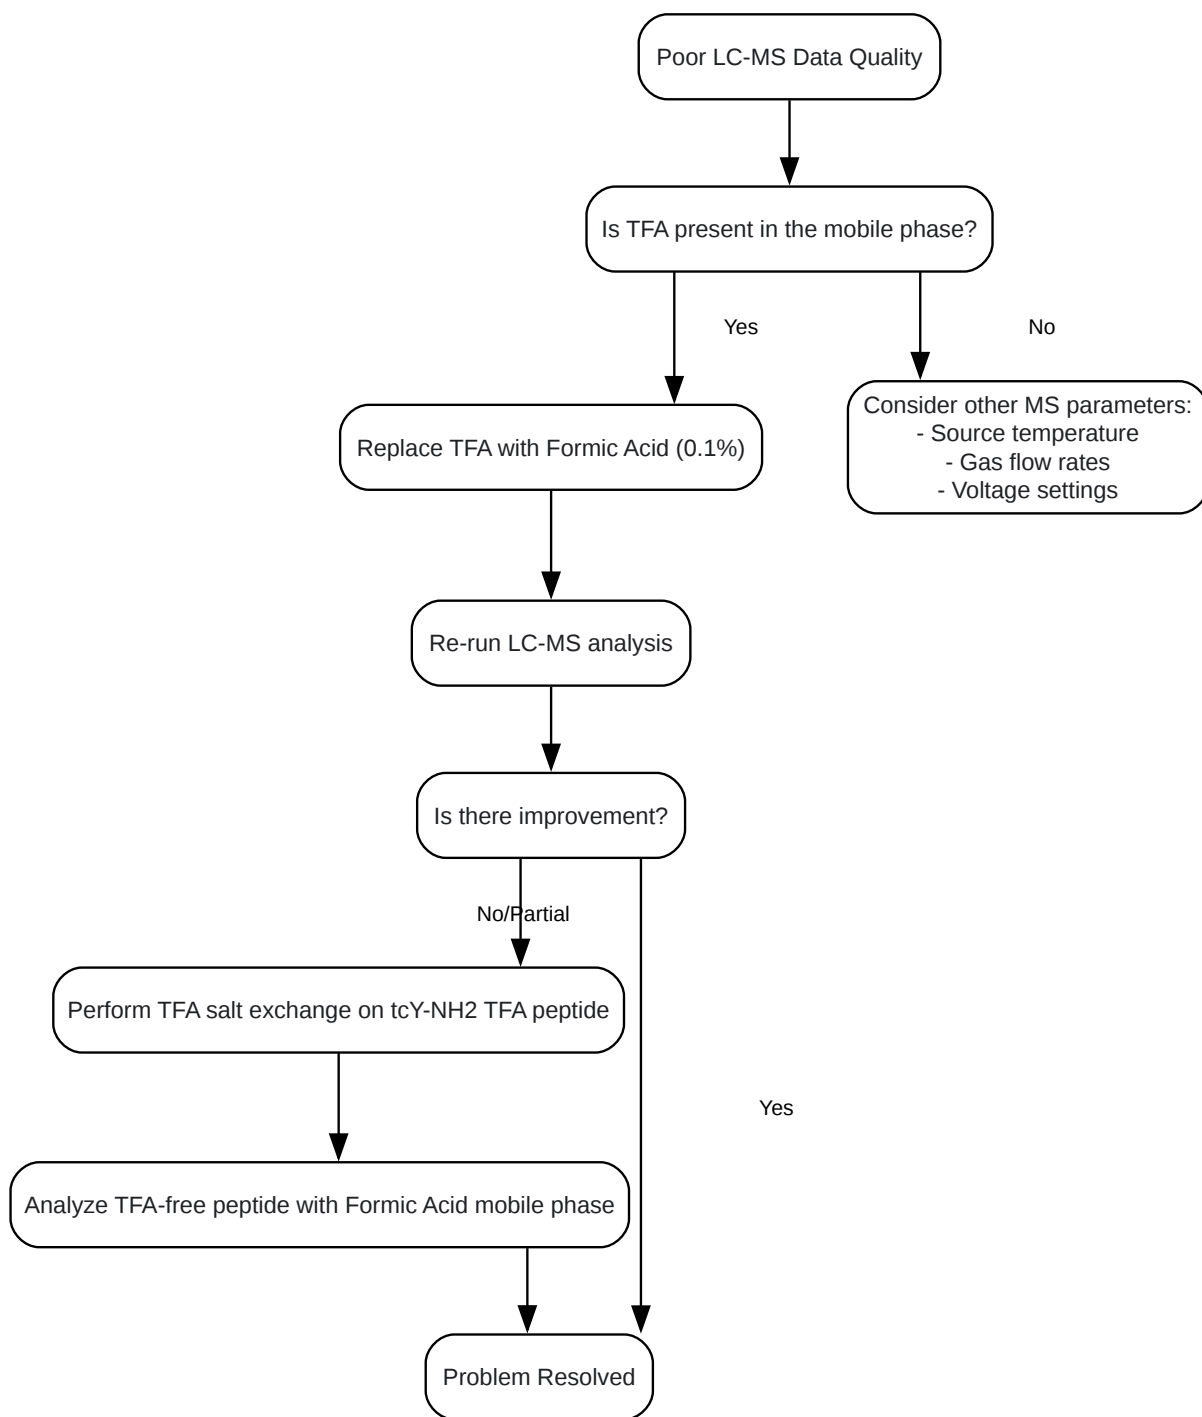 Poor LC-MS Data Quality
Is TFA present in the mobile phase?
Yes
No
Consider other MS parameters:
- Source temperature
- Gas flow rates
- Voltage settings
Replace TFA with Formic Acid (0.1%)
Re-run LC-MS analysis
Is there improvement?
No/Partial
Perform TFA salt exchange on tcY-NH2 TFA peptide
Yes
Analyze TFA-free peptide with Formic Acid mobile phase
Problem Resolved